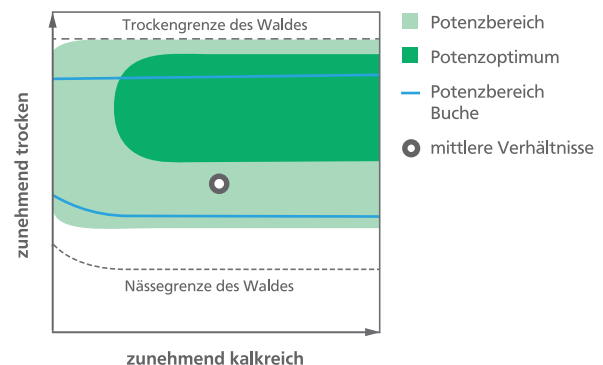 Trockengrenze des Waldes
zunehmend trocken
Nässegrenze des Waldes
zunehmend kalkreich
Potenzbereich
Potenzoptimum
Potenzbereich
Buche
mittlere Verhältnisse